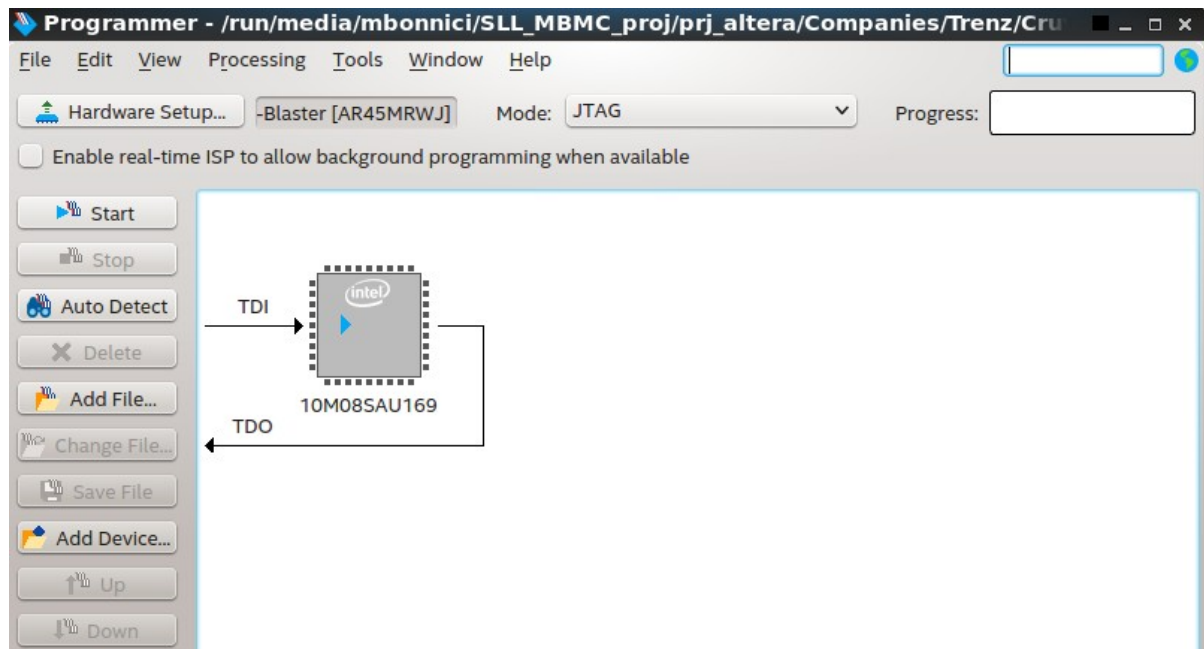 Programmer - /run/media/mbonnici/SLL_MBMC_proj/prj_altera/Companies/Trenz/Cru
File Edit View Processing Tools Window Help
Hardware Setup... -Blaster [AR45MRWJ] Mode: JTAG Progress:
Enable real-time ISP to allow background programming when available
Start
Stop
Auto Detect
Delete
Add File...
Change File...
Save File
Add Device...
Up
Down
TDI
intel
10M08SAU169
TDO